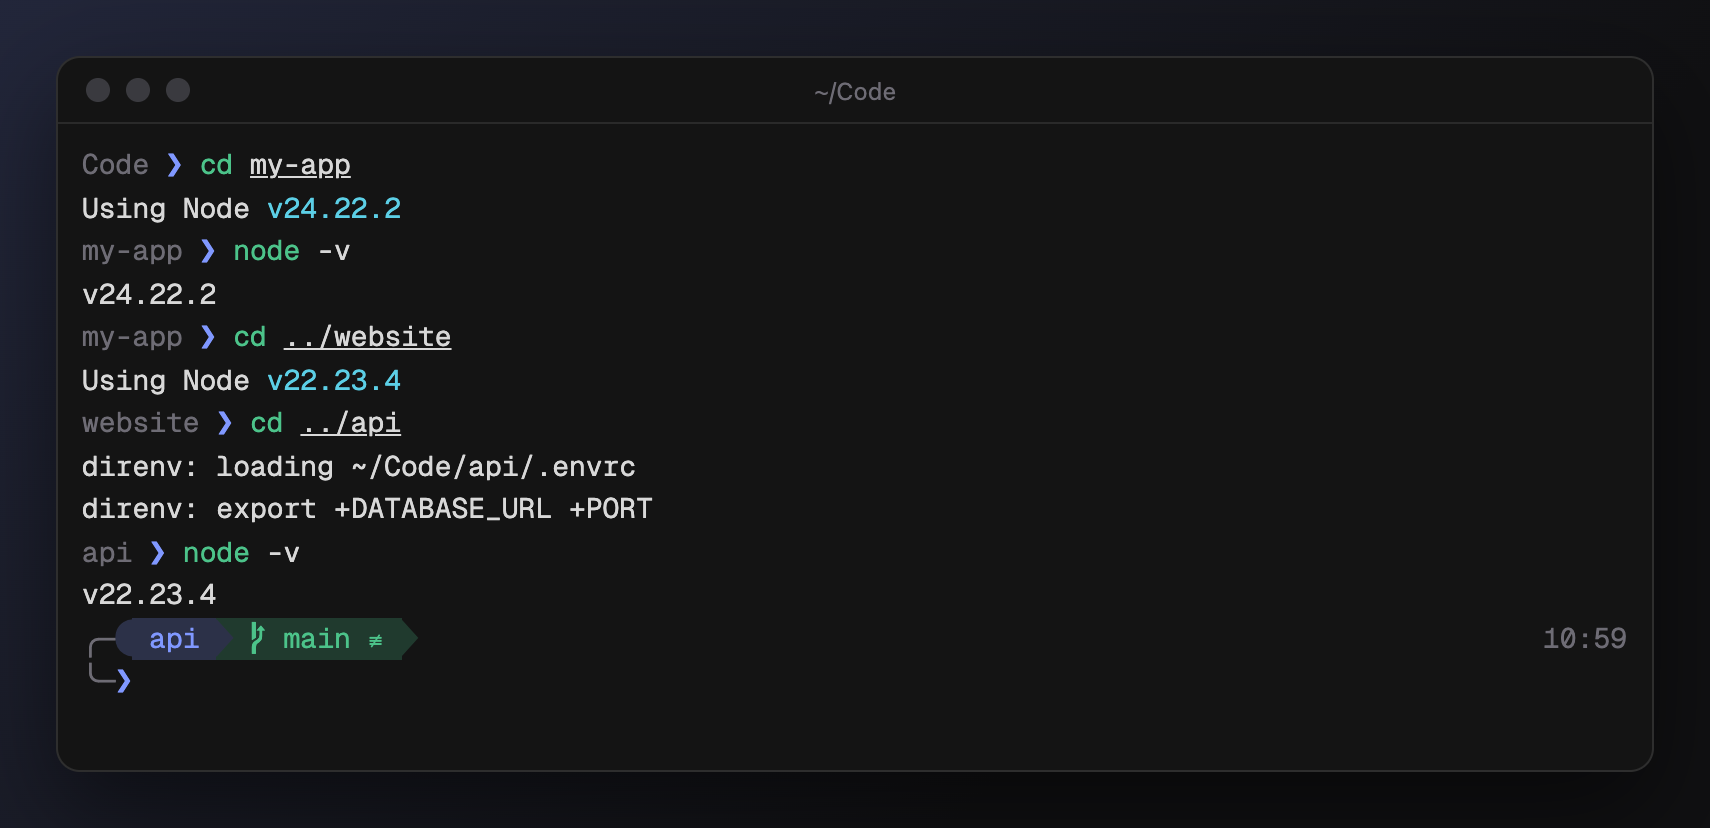 ~/Code
Code ❯ cd my-app
Using Node v24.22.2
my-app ❯ node -v
v24.22.2
my-app ❯ cd ../website
Using Node v22.23.4
website ❯ cd ../api
direnv: loading ~/Code/api/.envrc
direnv: export +DATABASE_URL +PORT
api ❯ node -v
v22.23.4
api main ≢ 10:59
❯